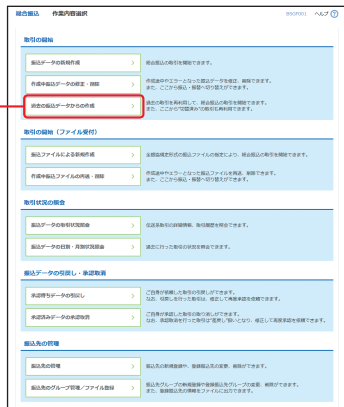 総合振込 作業内容選択 BSGF001 ヘルプ ?
取引の開始
振込データの新規作成 > 総合振込の取引を開始できます。
作成中振込データの修正・削除 > 作成途中やエラーとなった振込データを修正、削除できます。
また、ここから振込・振替へ切り替えができます。
過去の振込データからの作成 > 過去の取引を再利用して、総合振込の取引を開始できます。
また、ここから"切替済み"の取引も再利用できます。
取引の開始（ファイル受付）
振込ファイルによる新規作成 > 全銀協規定形式の振込ファイルの指定により、総合振込の取引を開始できます。
作成中振込ファイルの再送・削除 > 作成途中やエラーとなった振込ファイルを再送、削除できます。
また、ここから振込・振替へ切り替えができます。
取引状況の照会
振込データの取引状況照会 > 伝送系取引の詳細情報、取引履歴を照会できます。
振込データの日別・月別状況照会 > 過去に行った取引の状況を照会できます。
振込データの引戻し・承認取消
承認待ちデータの引戻し > ご自身が依頼した取引の引戻しができます。
なお、引戻しを行った取引は、修正して再度承認を依頼できます。
承認済みデータの承認取消 > ご自身が承認した取引の取り消しができます。
なお、承認取消を行った取引は"差戻し"扱いとなり、修正して再度承認を依頼できます。
振込先の管理
振込先の管理 > 振込先の新規登録や、登録振込先の変更、削除ができます。
振込先のグループ管理／ファイル登録 > 振込先グループの新規登録や登録振込先グループの変更、削除ができます。
また、登録振込先の情報をファイルに出力できます。